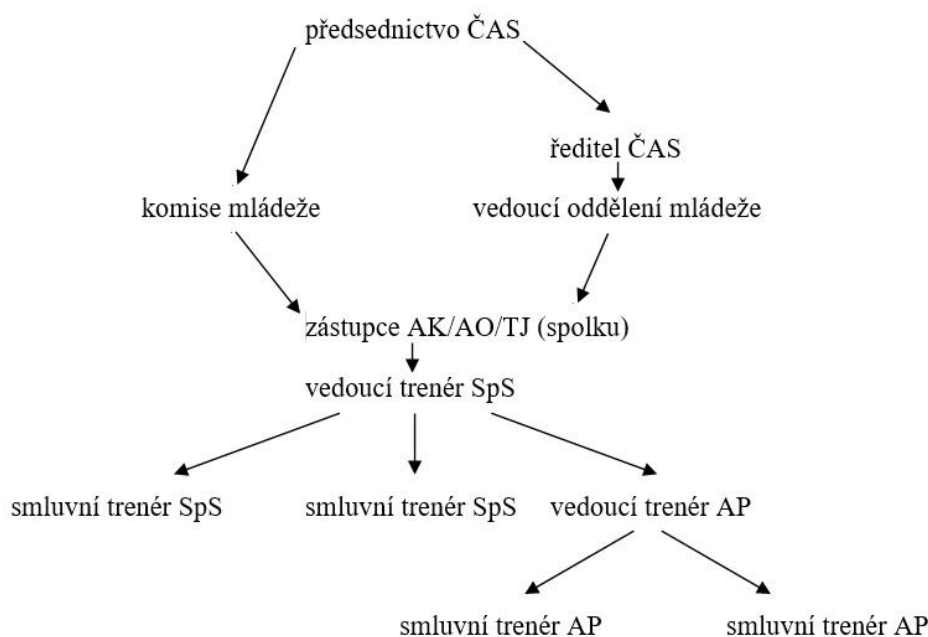 předsednictvo ČAS
ředitel ČAS
komise mládeže
vedoucí oddělení mládeže
zástupce AK/AO/TJ (spolku)
vedoucí trenér SpS
smluvní trenér SpS
smluvní trenér SpS
vedoucí trenér AP
smluvní trenér AP
smluvní trenér AP